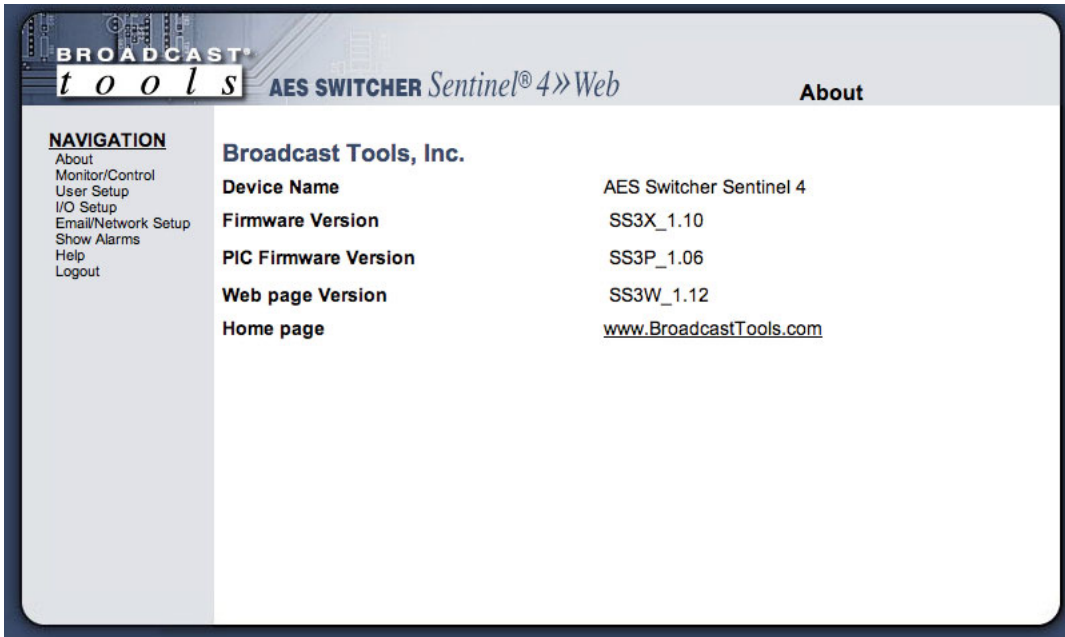 BROADCAST®
tools
AES SWITCHER Sentinel® 4»Web
About
NAVIGATION
About
Monitor/Control
User Setup
I/O Setup
Email/Network Setup
Show Alarms
Help
Logout
Broadcast Tools, Inc.
Device Name AES Switcher Sentinel 4
Firmware Version SS3X_1.10
PIC Firmware Version SS3P_1.06
Web page Version SS3W_1.12
Home page www.BroadcastTools.com